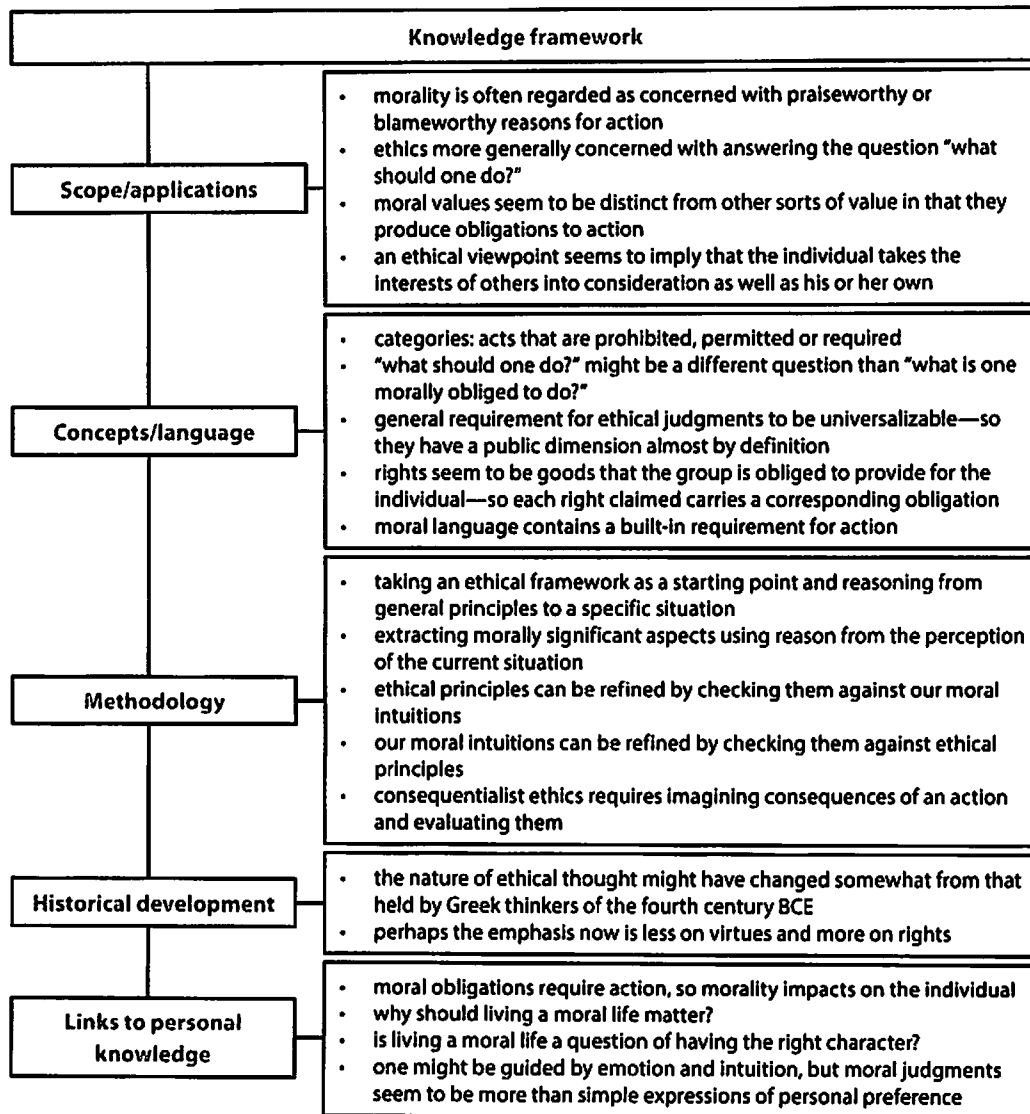 Knowledge framework
Scope/applications
· morality is often regarded as concerned with praiseworthy or
blameworthy reasons for action
· ethics more generally concerned with answering the question "what
should one do?"
· moral values seem to be distinct from other sorts of value in that they
produce obligations to action
· an ethical viewpoint seems to imply that the individual takes the
interests of others into consideration as well as his or her own
Concepts/language
· categories: acts that are prohibited, permitted or required
· "what should one do?" might be a different question than "what is one
morally obliged to do?"
· general requirement for ethical judgments to be universalizable—so
they have a public dimension almost by definition
· rights seem to be goods that the group is obliged to provide for the
individual—so each right claimed carries a corresponding obligation
· moral language contains a built-in requirement for action
Methodology
· taking an ethical framework as a starting point and reasoning from
general principles to a specific situation
· extracting morally significant aspects using reason from the perception
of the current situation
· ethical principles can be refined by checking them against our moral
intuitions
· our moral intuitions can be refined by checking them against ethical
principles
· consequentialist ethics requires imagining consequences of an action
and evaluating them
Historical development
· the nature of ethical thought might have changed somewhat from that
held by Greek thinkers of the fourth century BCE
· perhaps the emphasis now is less on virtues and more on rights
Links to personal
knowledge
· moral obligations require action, so morality impacts on the individual
· why should living a moral life matter?
· is living a moral life a question of having the right character?
· one might be guided by emotion and intuition, but moral judgments
seem to be more than simple expressions of personal preference